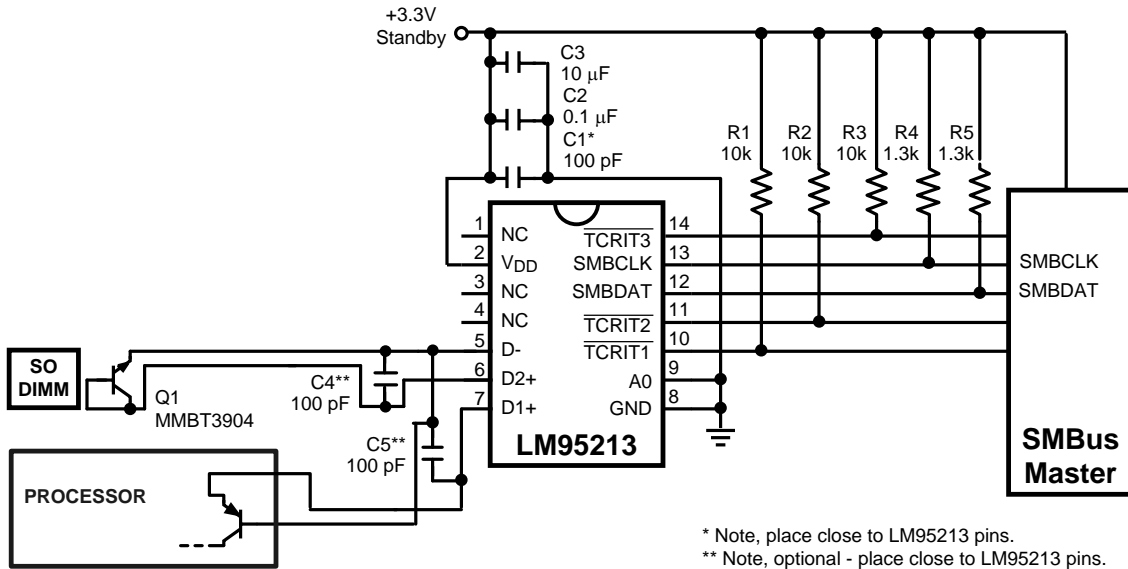 +3.3V
Standby
C3
10 μF
C2
0.1 μF
C1*
100 pF
R1
10k
R2
10k
R3
10k
R4
1.3k
R5
1.3k
1
NC
2
VDD
3
NC
4
NC
5
D-
6
D2+
7
D1+
TCRIT3
14
SMBCLK
13
SMBDAT
12
TCRIT2
11
TCRIT1
10
A0
9
GND
8
LM95213
SMBCLK
SMBDAT
SMBus
Master
SO
DIMM
Q1
MMBT3904
C4**
100 pF
C5**
100 pF
PROCESSOR
* Note, place close to LM95213 pins.
** Note, optional - place close to LM95213 pins.